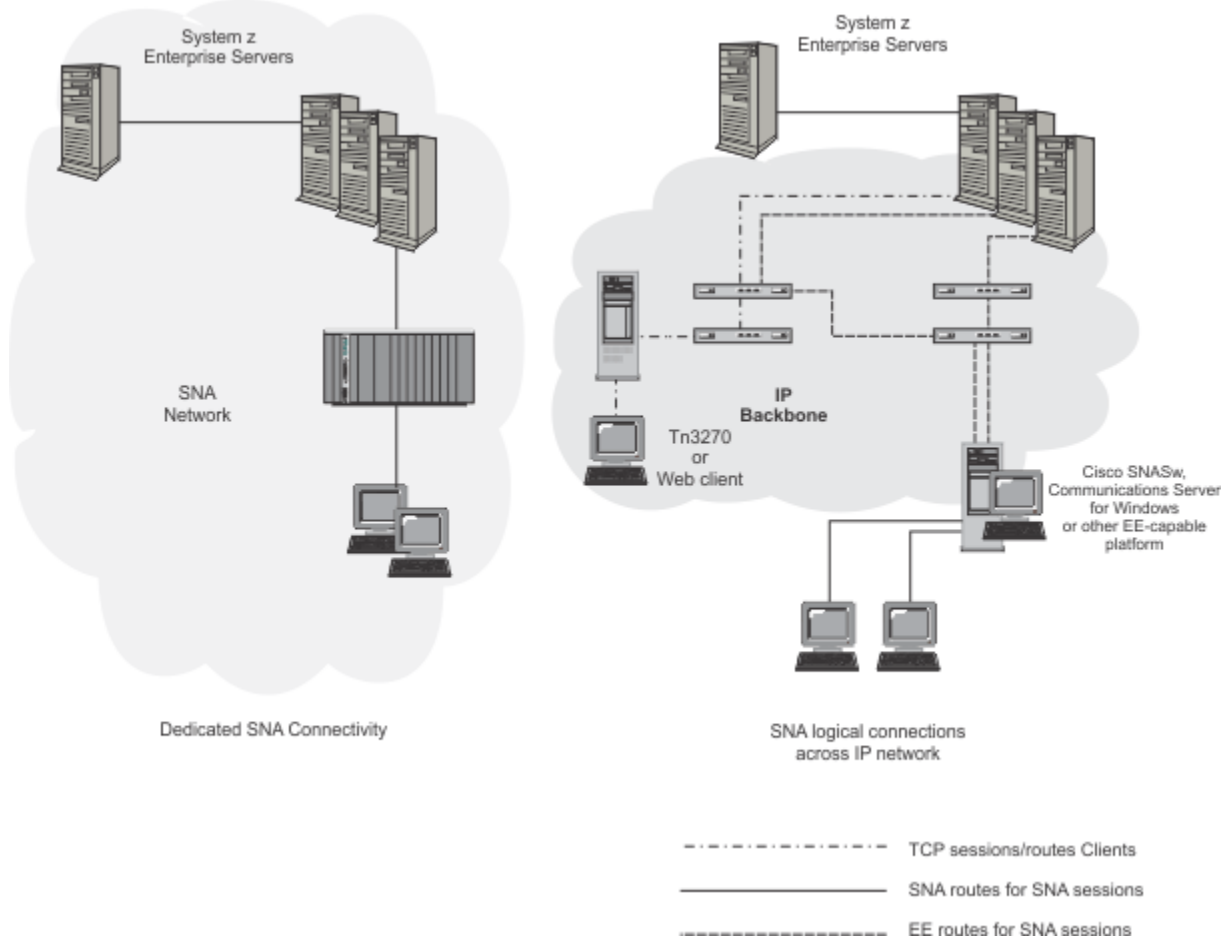 System z
Enterprise Servers
SNA
Network
Dedicated SNA Connectivity
System z
Enterprise Servers
IP
Backbone
Tn3270
or
Web client
Cisco SNASw,
Communications Server
for Windows
or other EE-capable
platform
SNA logical connections
across IP network
TCP sessions/routes Clients
SNA routes for SNA sessions
EE routes for SNA sessions